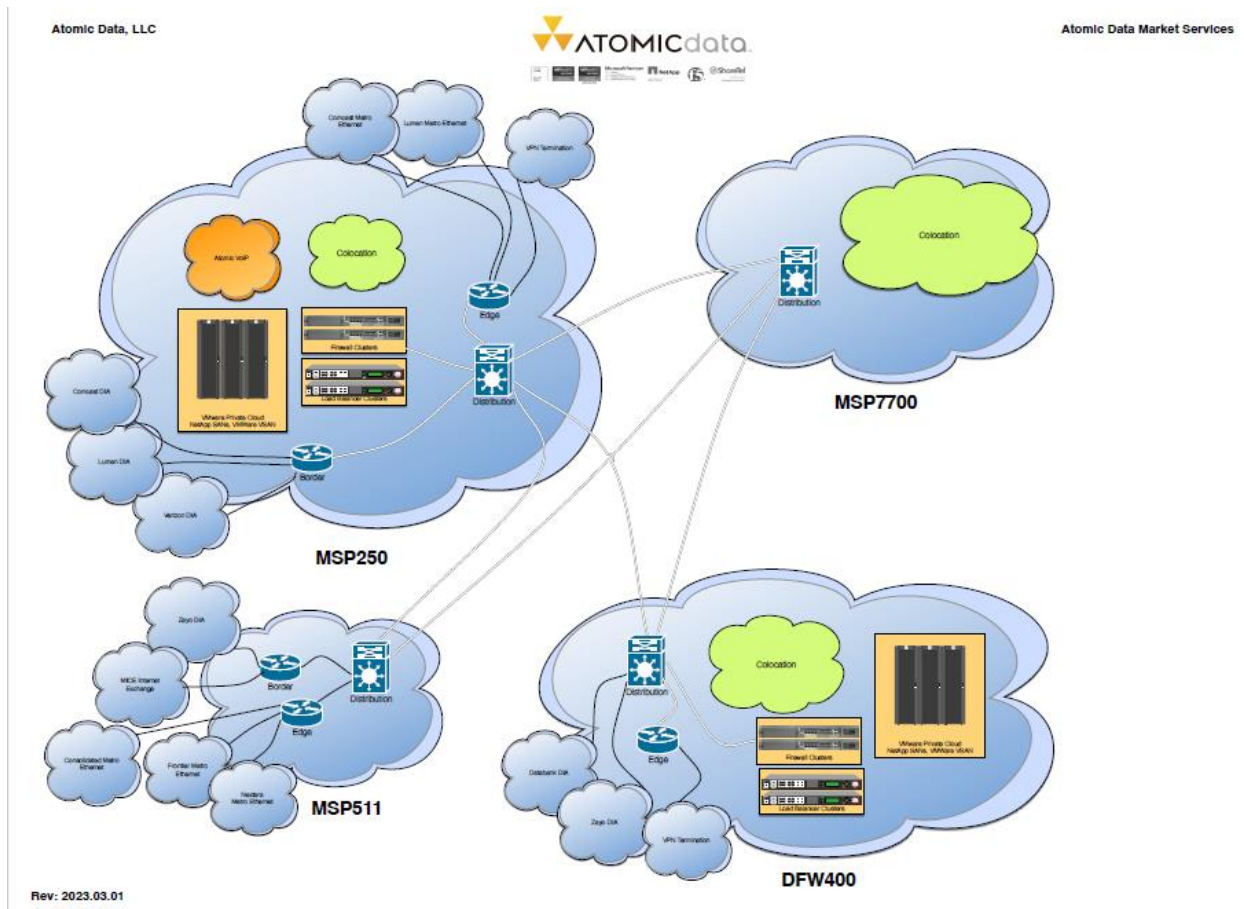 Atomic Data, LLC
ATOMICdata.
Atomic Data Market Services
NetApp
ShoreTel
Comcast Metro
Ethernet
Lumen Metro Ethernet
VPN Termination
Atomic VoIP
Colocation
Edge
Firewall Clusters
Load Balancer Clusters
Distribution
VMware Private Cloud
NetApp SANs, VMWare VSAN
Comcast DIA
Lumen DIA
Verizon DIA
Border
MSP250
Colocation
Distribution
MSP7700
Zayo DIA
MICE Internet
Exchange
Border
Distribution
Edge
Consolidated Metro
Ethernet
Frontier Metro
Ethernet
Nextera
Metro Ethernet
MSP511
Distribution
Colocation
Edge
Firewall Clusters
Load Balancer Clusters
VMware Private Cloud
NetApp SANs, VMWare VSAN
Databank DIA
Zayo DIA
VPN Termination
DFW400
Rev: 2023.03.01